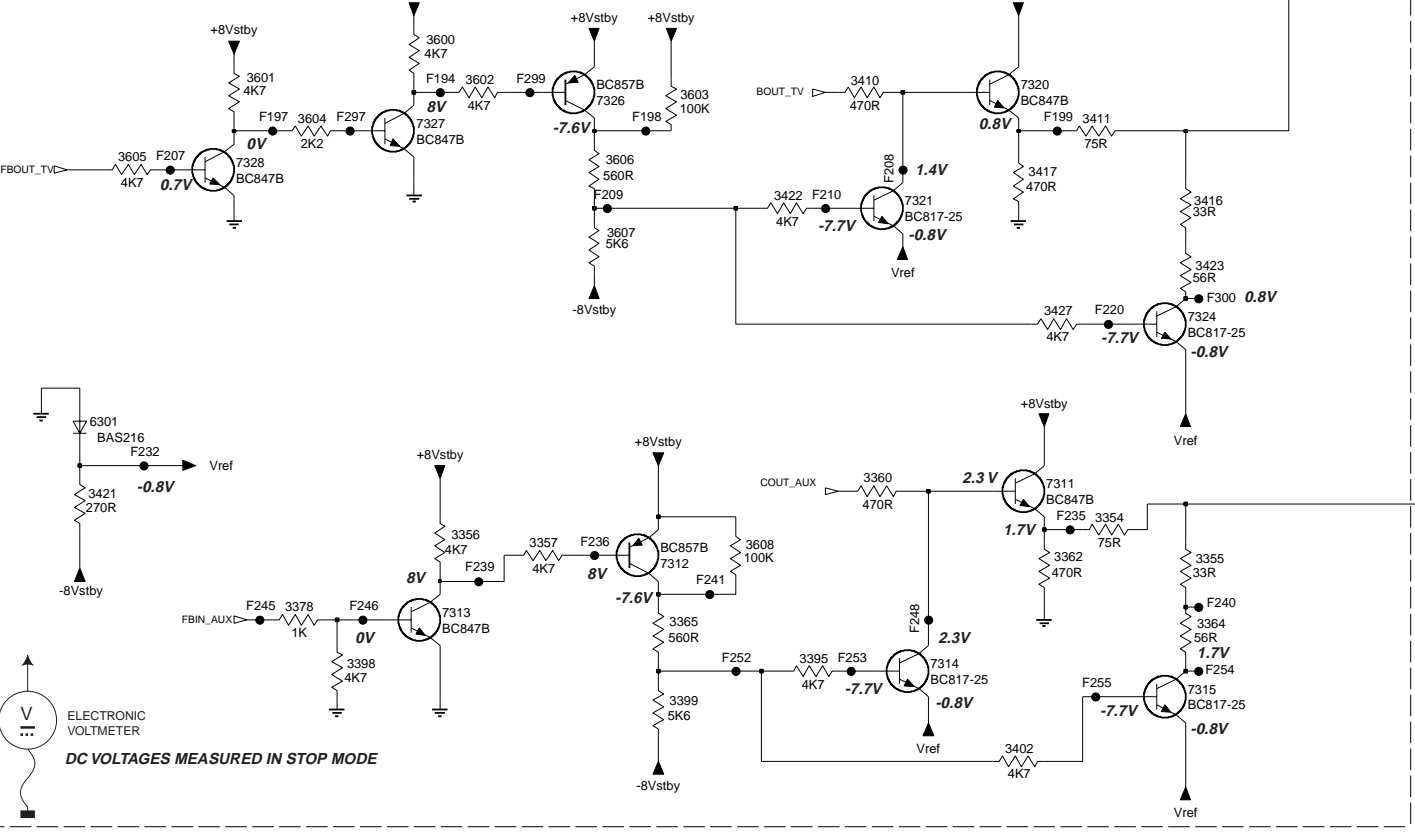 +8Vstby
3601
4K7
F197
0V
3604
2K2
F297
FBOUT_TV
3605
4K7
F207
0.7V
7328
BC847B
3600
4K7
F194
8V
3602
4K7
F299
7327
BC847B
+8Vstby
BC857B
7326
-7.6V
+8Vstby
3603
100K
F198
3606
560R
F209
3607
5K6
-8Vstby
BOUT_TV
3410
470R
7320
BC847B
0.8V
F199
3411
75R
3417
470R
F208
1.4V
3422
4K7
F210
-7.7V
7321
BC817-25
-0.8V
Vref
3416
33R
3423
56R
F300
0.8V
3427
4K7
F220
-7.7V
7324
BC817-25
-0.8V
Vref
6301
BAS216
F232
Vref
-0.8V
3421
270R
-8Vstby
+8Vstby
3356
4K7
8V
F239
FBIN_AUX
F245
3378
1K
F246
0V
7313
BC847B
3398
4K7
3357
4K7
F236
8V
+8Vstby
BC857B
7312
-7.6V
3608
100K
F241
3365
560R
F252
3399
5K6
-8Vstby
COUT_AUX
3360
470R
+8Vstby
2.3 V
7311
BC847B
1.7V
F235
3354
75R
3362
470R
F248
2.3V
3395
4K7
F253
-7.7V
7314
BC817-25
-0.8V
Vref
3355
33R
F240
3364
56R
1.7V
F254
F255
-7.7V
7315
BC817-25
-0.8V
3402
4K7
Vref
V
ELECTRONIC
VOLTMETER
DC VOLTAGES MEASURED IN STOP MODE